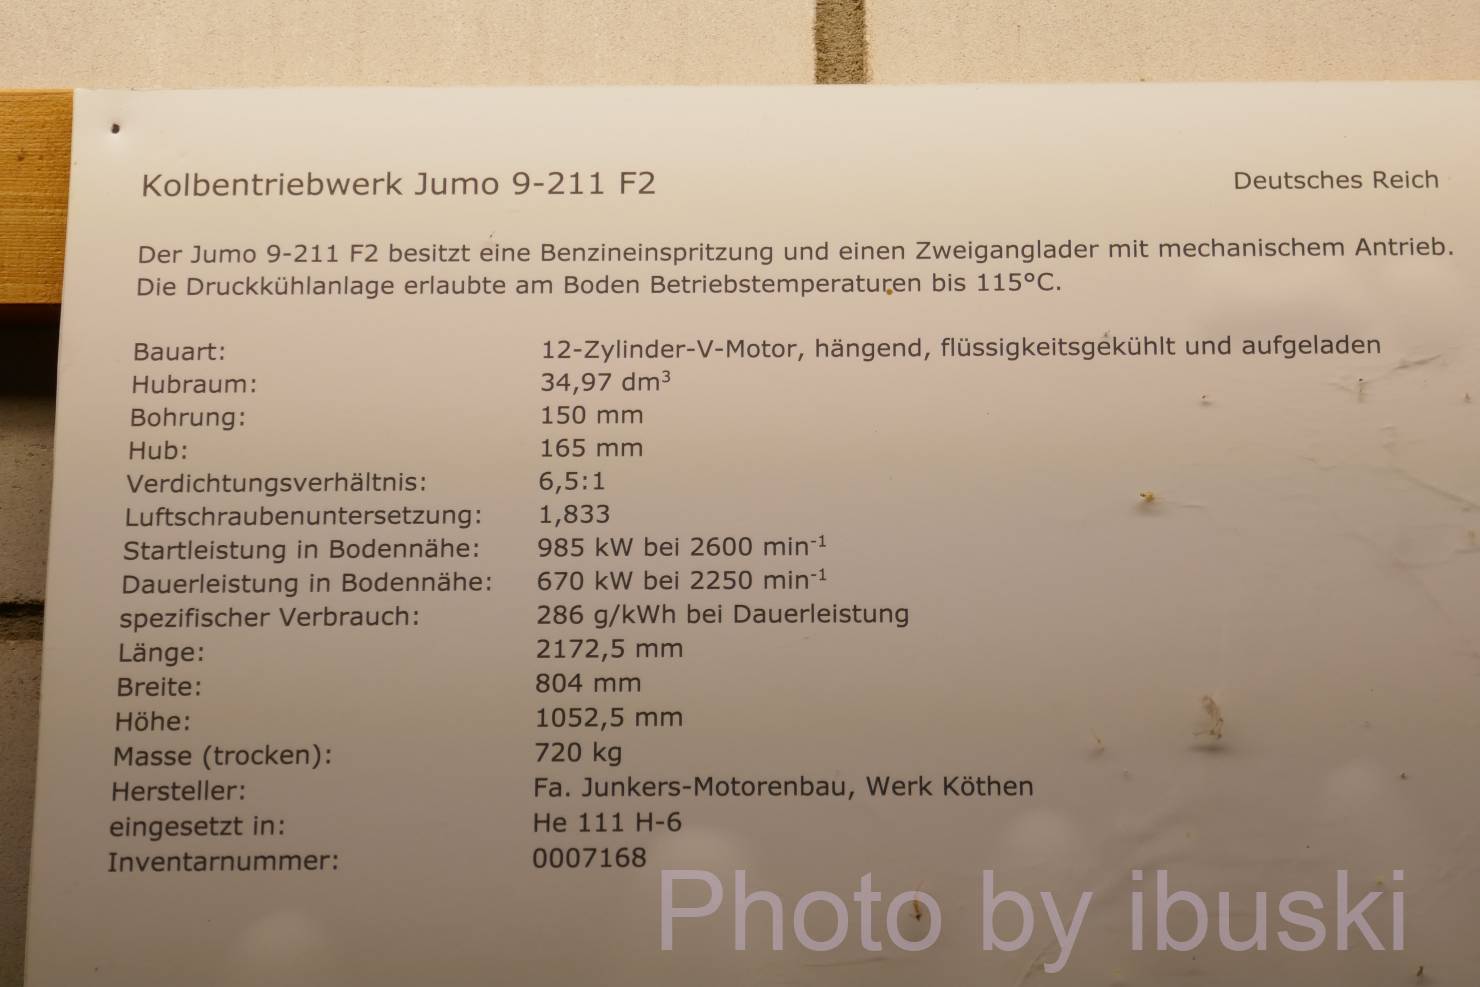 Kolbentriebwerk Jumo 9-211 F2 Deutsches Reich
Der Jumo 9-211 F2 besitzt eine Benzineinspritzung und einen Zweiganglader mit mechanischem Antrieb.
Die Druckkühlanlage erlaubte am Boden Betriebstemperaturen bis 115°C.
Bauart: 12-Zylinder-V-Motor, hängend, flüssigkeitsgekühlt und aufgeladen
Hubraum: 34,97 dm³
Bohrung: 150 mm
Hub: 165 mm
Verdichtungsverhältnis: 6,5:1
Luftschraubenuntersetzung: 1,833
Startleistung in Bodennähe: 985 kW bei 2600 min⁻¹
Dauerleistung in Bodennähe: 670 kW bei 2250 min⁻¹
spezifischer Verbrauch: 286 g/kWh bei Dauerleistung
Länge: 2172,5 mm
Breite: 804 mm
Höhe: 1052,5 mm
Masse (trocken): 720 kg
Hersteller: Fa. Junkers-Motorenbau, Werk Köthen
eingesetzt in: He 111 H-6
Inventarnummer: 0007168
Photo by ibuski